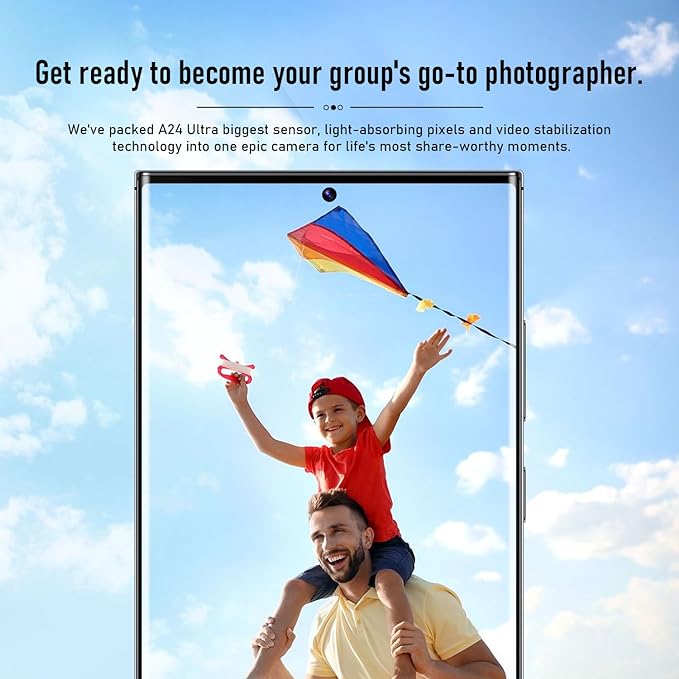 Get ready to become your group's go-to photographer.
We've packed A24 Ultra biggest sensor, light-absorbing pixels and video stabilization
technology into one epic camera for life's most share-worthy moments.